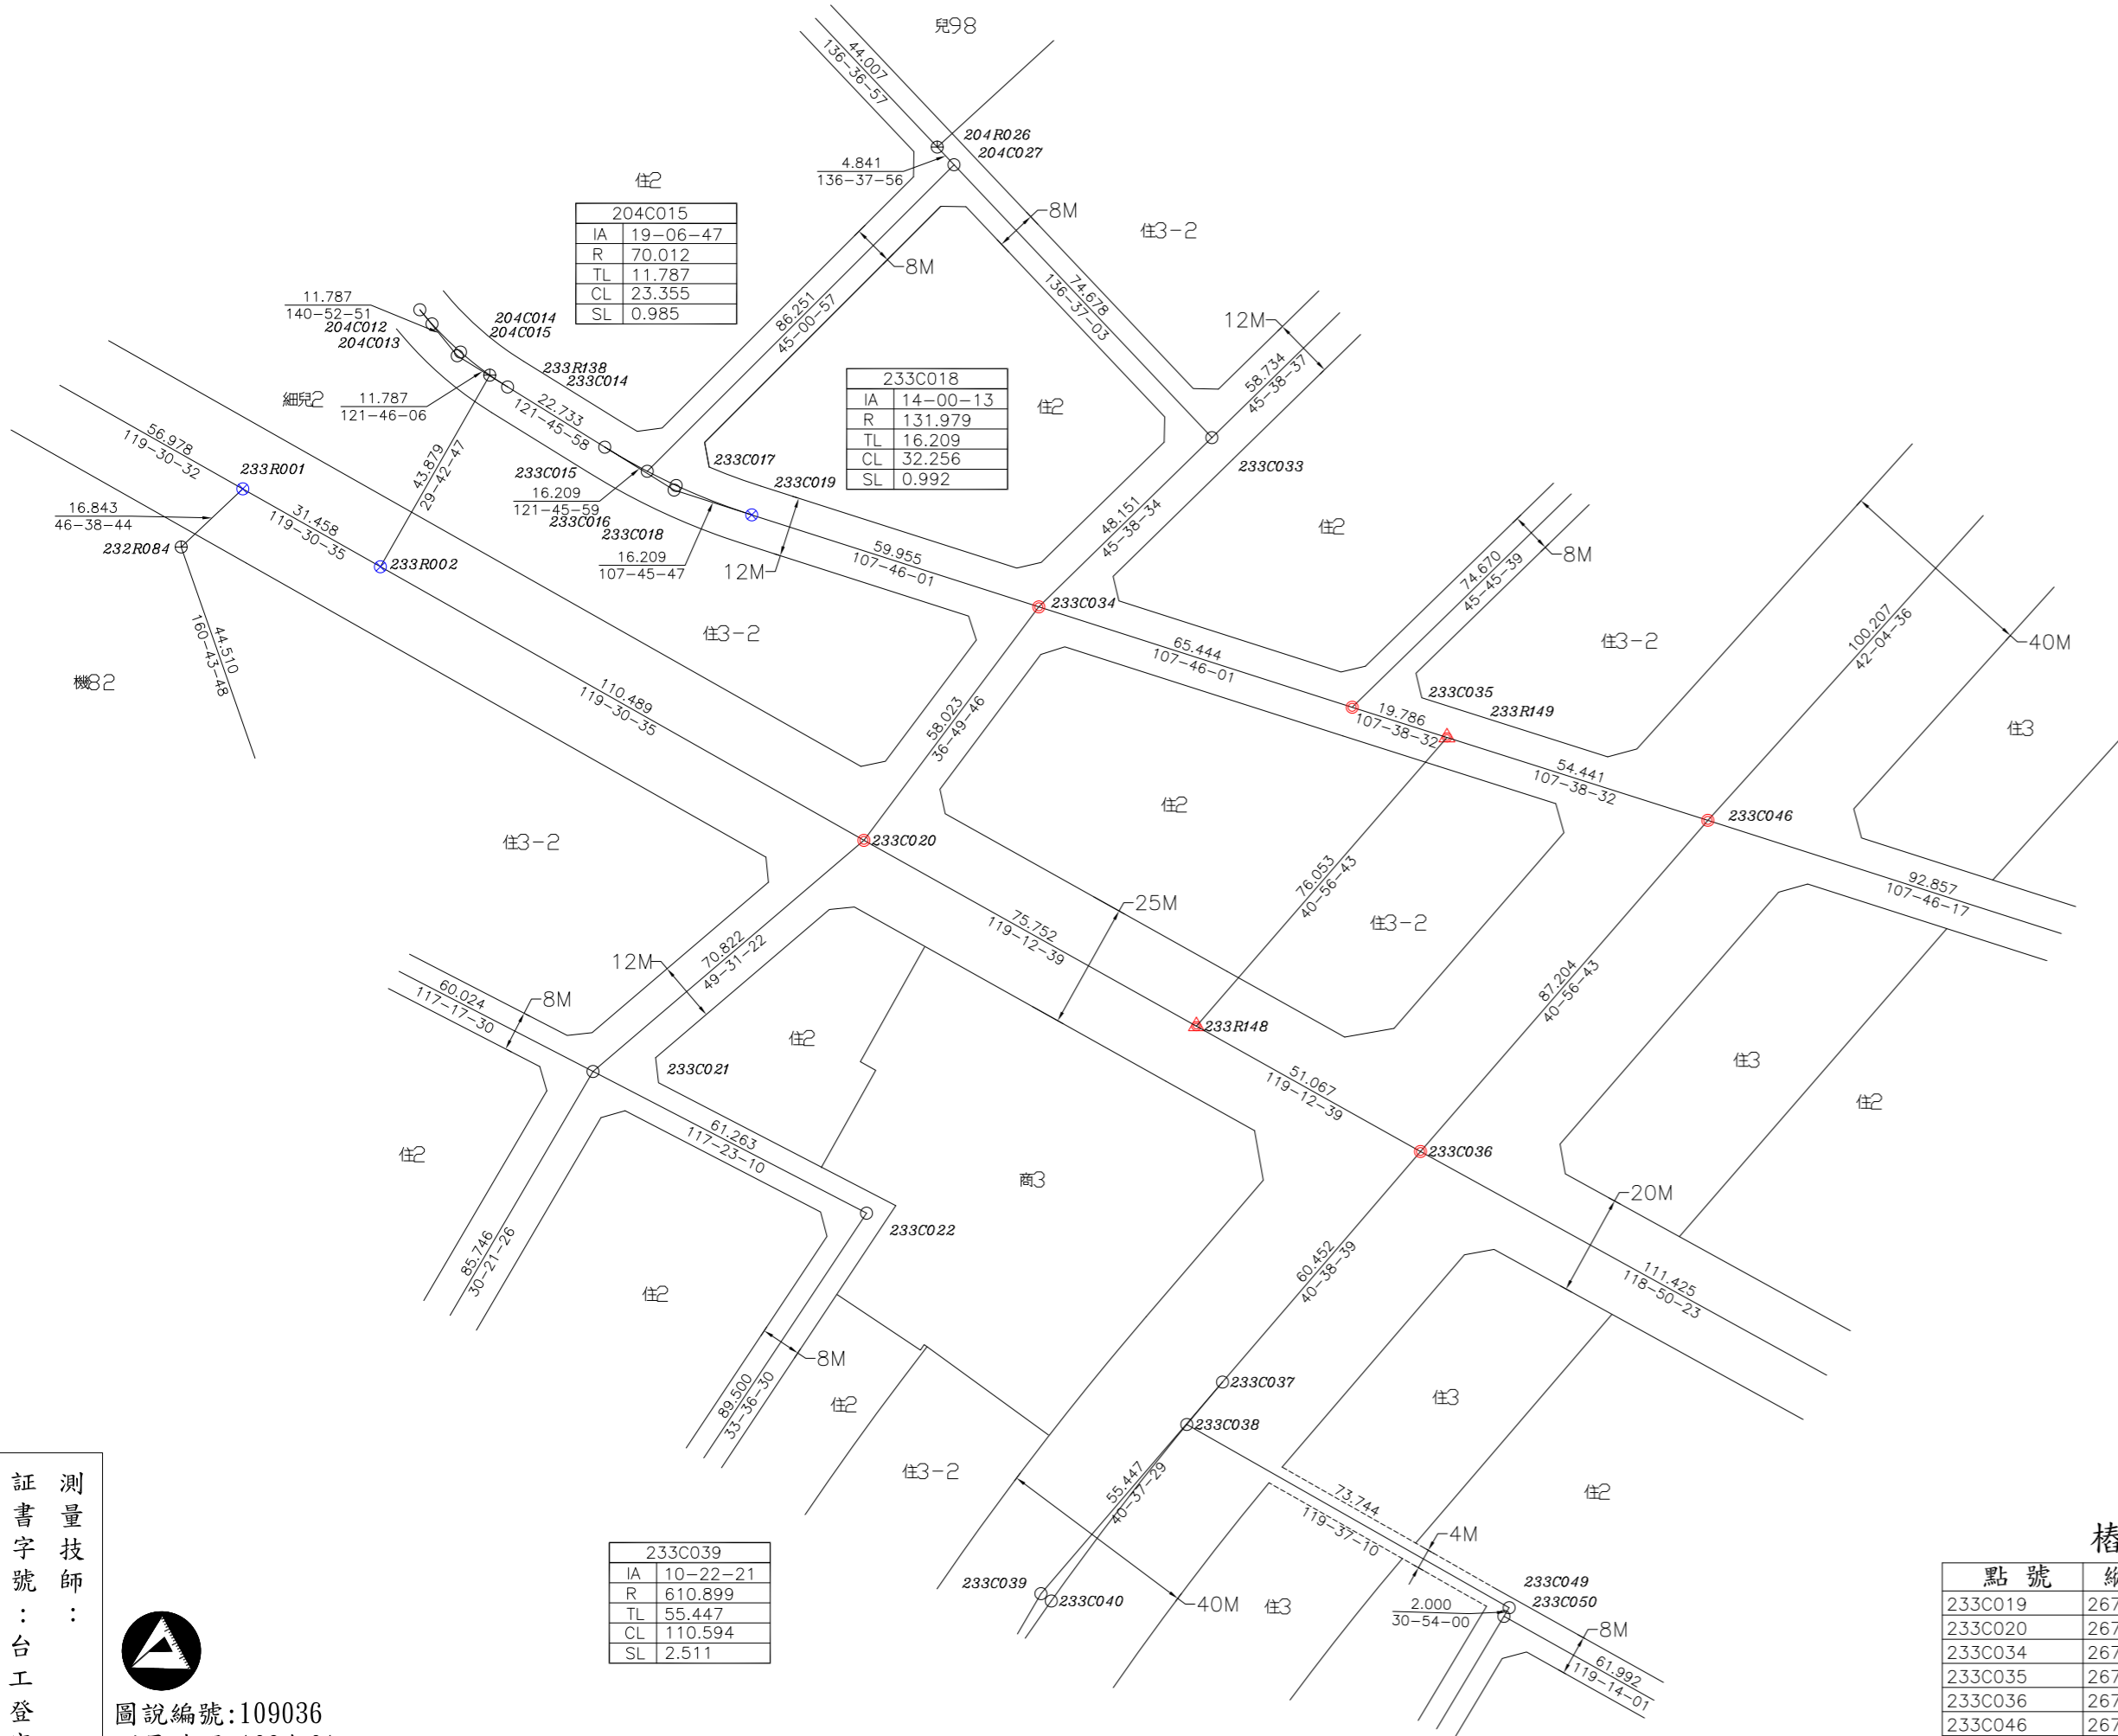 兒98
44.007
136-36-57
204R026
204C027
4.841
136-37-56
住2
204C015
IA 19-06-47
R 70.012
TL 11.787
CL 23.355
SL 0.985
8M
住3-2
8M
74.678
136-37-03
86.251
45-00-57
12M
58.734
45-38-37
11.787
140-52-51
204C012
204C013
204C014
204C015
233R138
233C014
細兒2
11.787
121-46-06
22.733
121-45-58
233C018
IA 14-00-13
R 131.979
TL 16.209
CL 32.256
SL 0.992
住2
56.978
119-30-32
233R001
43.879
29-42-47
233C015
16.209
121-45-59
233C016
233C017
233C018
233C019
233C033
16.843
46-38-44
232R084
31.458
119-30-35
233R002
16.209
107-45-47
12M
59.955
107-46-01
48.151
45-38-34
住2
8M
74.670
45-45-39
44.510
160-43-48
機82
住3-2
233C034
65.444
107-46-01
住3-2
100.207
42-04-36
40M
110.489
119-30-35
58.023
36-49-46
233C035
233R149
19.786
107-38-32
54.441
107-38-32
住3
住2
233C046
住3-2
233C020
76.053
40-56-43
92.857
107-46-17
25M
75.752
119-12-39
住3-2
12M
70.822
49-31-22
87.204
40-56-43
60.024
117-17-30
8M
住2
233R148
233C021
51.067
119-12-39
住3
住2
住2
61.263
117-23-10
商3
233C036
20M
233C022
85.746
30-21-26
住2
60.452
40-38-39
111.425
118-50-23
8M
89.500
33-36-30
住2
233C037
233C038
住3
住3-2
55.447
40-37-29
73.744
119-37-10
住2
4M
233C039
IA 10-22-21
R 610.899
TL 55.447
CL 110.594
SL 2.511
233C039
233C040
40M
住3
2.000
30-54-00
233C049
233C050
8M
61.992
119-14-01
測量技師：
証書字號：台工登
圖說編號:109036
樁
點 號 縱
233C019 267
233C020 267
233C034 267
233C035 267
233C036 267
233C046 267